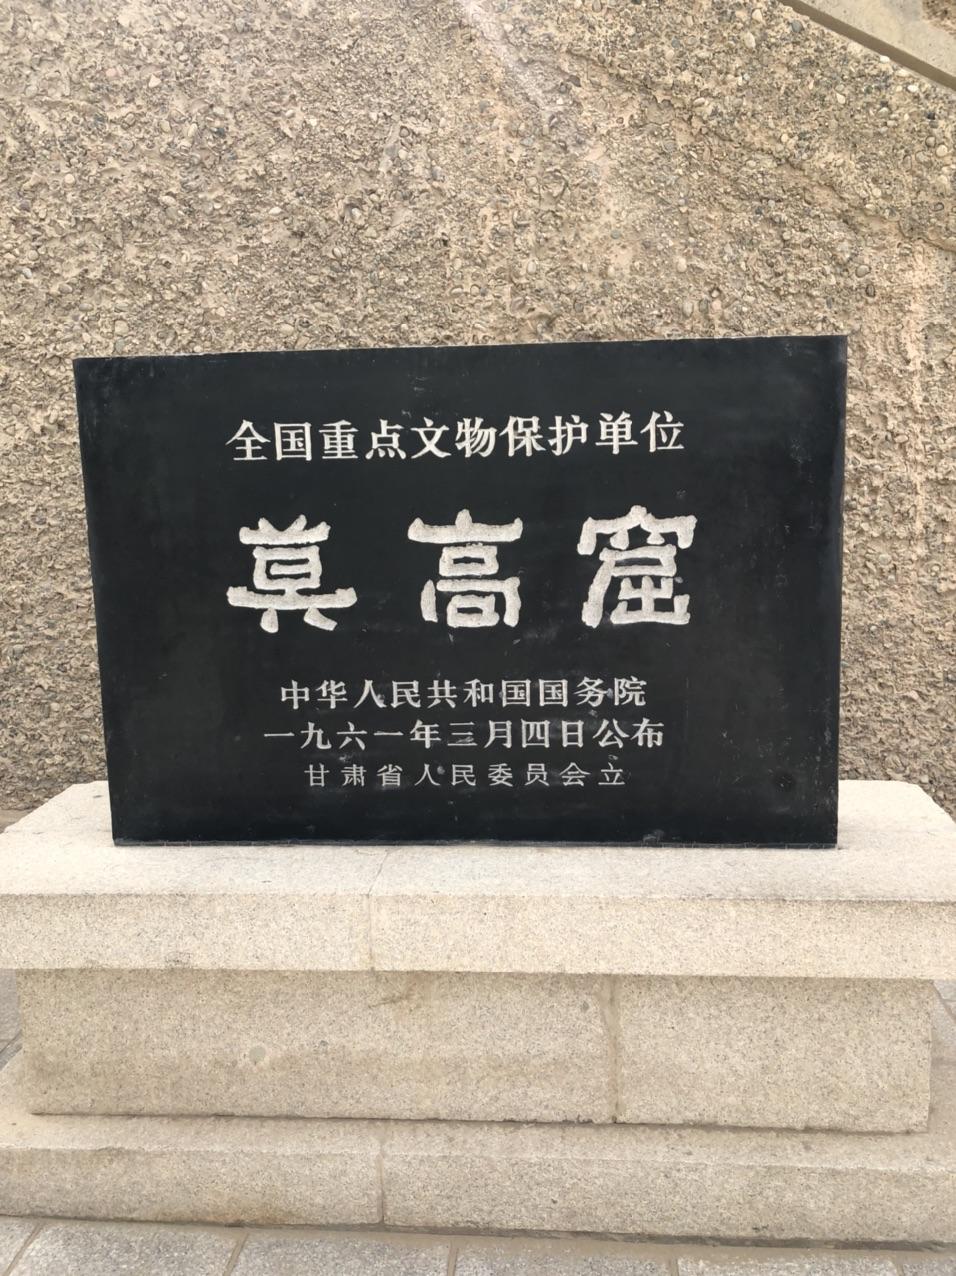 全国重点文物保护单位
莫高窟
中华人民共和国国务院
一九六一年三月四日公布
甘肃省人民委员会立